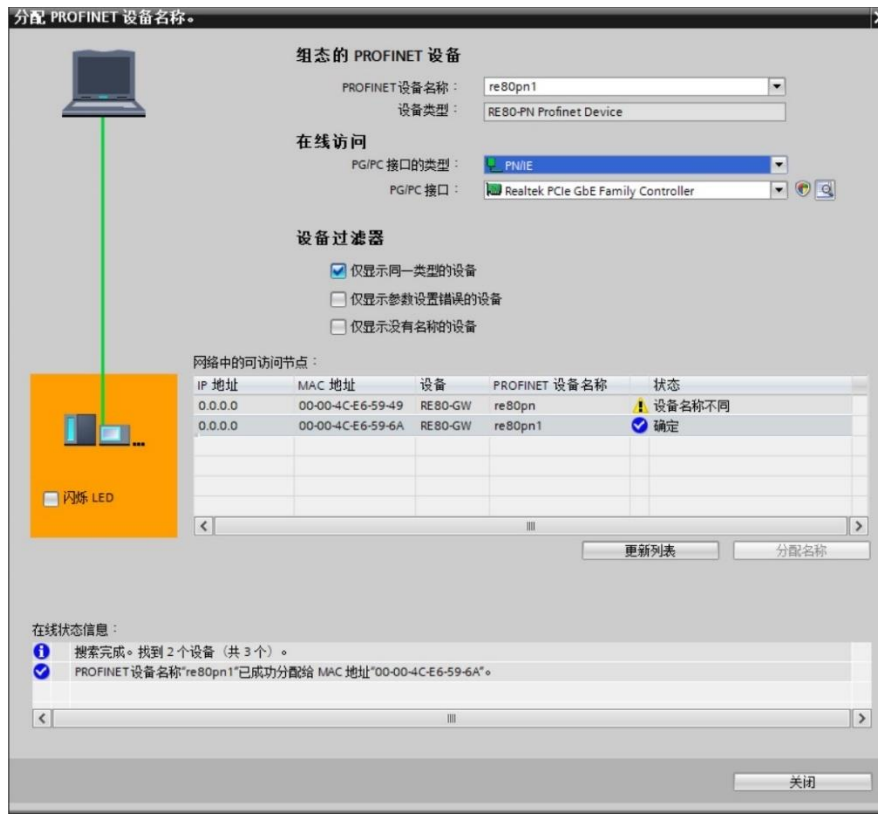 分配 PROFINET 设备名称。
组态的 PROFINET 设备
PROFINET设备名称： re80pn1
设备类型： RE80-PN Profinet Device
在线访问
PG/PC 接口的类型： PN/IE
PG/PC 接口： Realtek PCIe GbE Family Controller
设备过滤器
仅显示同一类型的设备
仅显示参数设置错误的设备
仅显示没有名称的设备
网络中的可访问节点：
IP 地址 MAC 地址 设备 PROFINET 设备名称 状态
0.0.0.0 00-00-4C-E6-59-49 RE80-GW re80pn 设备名称不同
0.0.0.0 00-00-4C-E6-59-6A RE80-GW re80pn1 确定
闪烁 LED
更新列表 分配名称
在线状态信息：
搜索完成。找到 2 个设备（共 3 个）。
PROFINET设备名称“re80pn1”已成功分配给 MAC 地址“00-00-4C-E6-59-6A”。
关闭